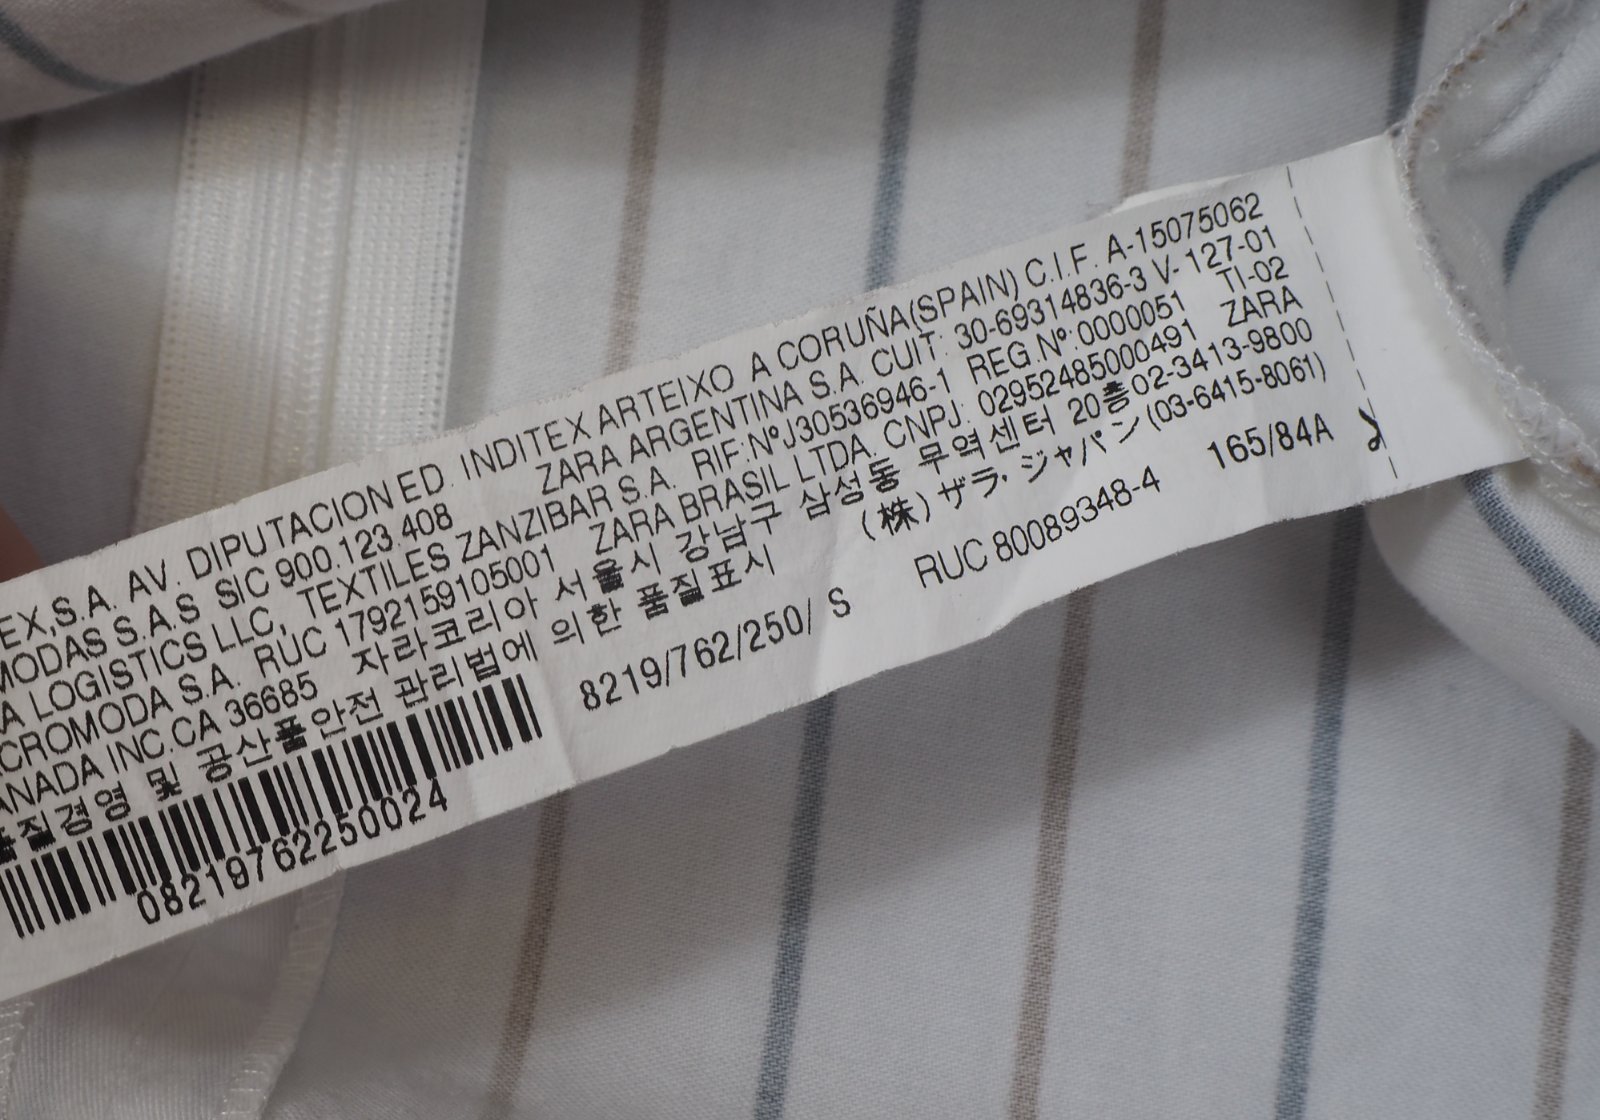 EX,S.A. AV. DIPUTACION ED. INDITEX ARTEIXO A CORUÑA(SPAIN) C.I.F. A-15075062
MODAS S.A.S SIC 900.123.408 ZARA ARGENTINA S.A. CUIT: 30-69314836-3 V-127-01
A LOGISTICS LLC, TEXTILES ZANZIBAR S.A. RIF:NºJ30536946-1 REG.Nº:0000051 TI-02
CROMODA S.A. RUC 1792159105001 ZARA BRASIL LTDA. CNPJ. 02952485000491 ZARA
ANADA INC.CA 36685 자라코리아 서울시 강남구 삼성동 무역센터 20층02-3413-9800
품질경영 및 공산품안전 관리법에 의한 품질표시 (株)ザラ・ジャパン(03-6415-8061)
RUC 80089348-4 165/84A
8219/762/250/ S
08219762250024